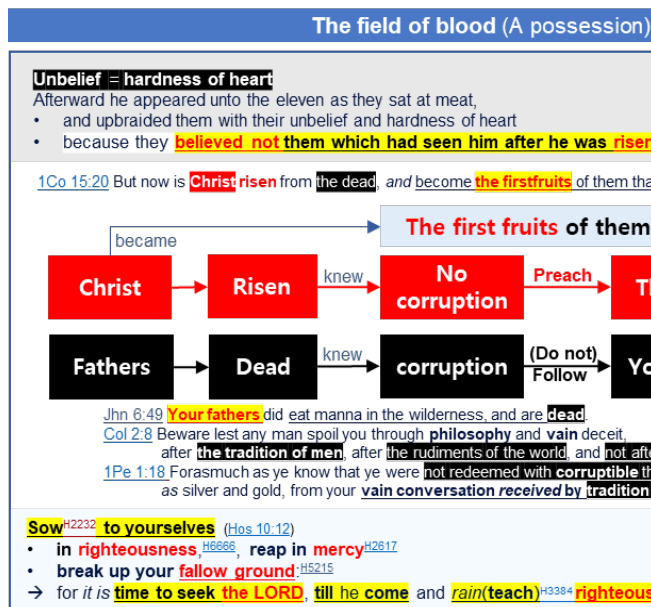 The field of blood (A possession)
Unbelief = hardness of heart
Afterward he appeared unto the eleven as they sat at meat,
• and upbraided them with their unbelief and hardness of heart
• because they believed not them which had seen him after he was risen
1Co 15:20 But now is Christ risen from the dead, and become the firstfruits of them tha
The first fruits of them
became
Christ
Risen
knew
No corruption
Preach
Th
Fathers
Dead
knew
corruption
(Do not) Follow
Yo
Jhn 6:49 Your fathers did eat manna in the wilderness, and are dead.
Col 2:8 Beware lest any man spoil you through philosophy and vain deceit,
after the tradition of men, after the rudiments of the world, and not afte
1Pe 1:18 Forasmuch as ye know that ye were not redeemed with corruptible th
as silver and gold, from your vain conversation received by tradition
Sow H2232 to yourselves (Hos 10:12)
• in righteousness, H6666, reap in mercy H2617
• break up your fallow ground: H5215
→ for it is time to seek the LORD, till he come and rain(teach) H3384 righteous